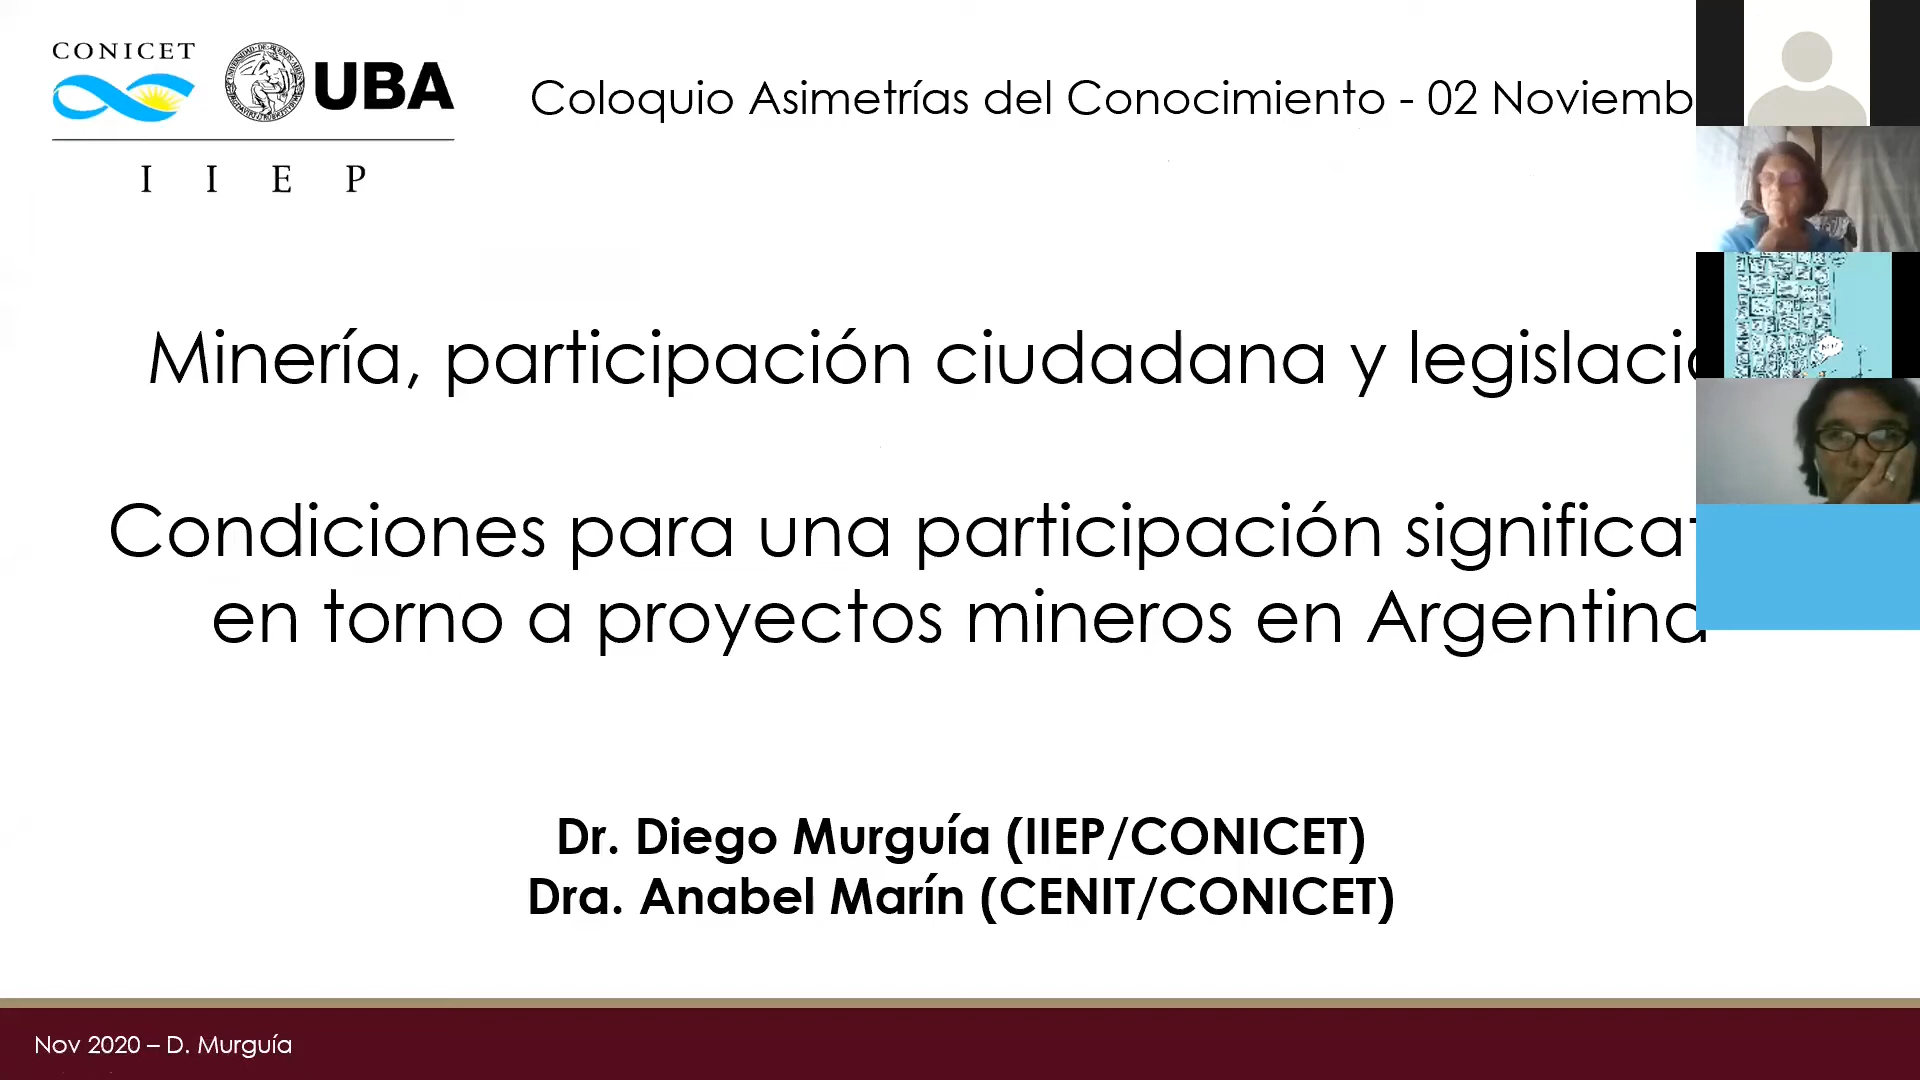 CONICET
UBA
I I E P
Coloquio Asimetrías del Conocimiento - 02 Noviemb
Minería, participación ciudadana y legislaci
Condiciones para una participación significat
en torno a proyectos mineros en Argentina
Dr. Diego Murguía (IIEP/CONICET)
Dra. Anabel Marín (CENIT/CONICET)
Nov 2020 – D. Murguía